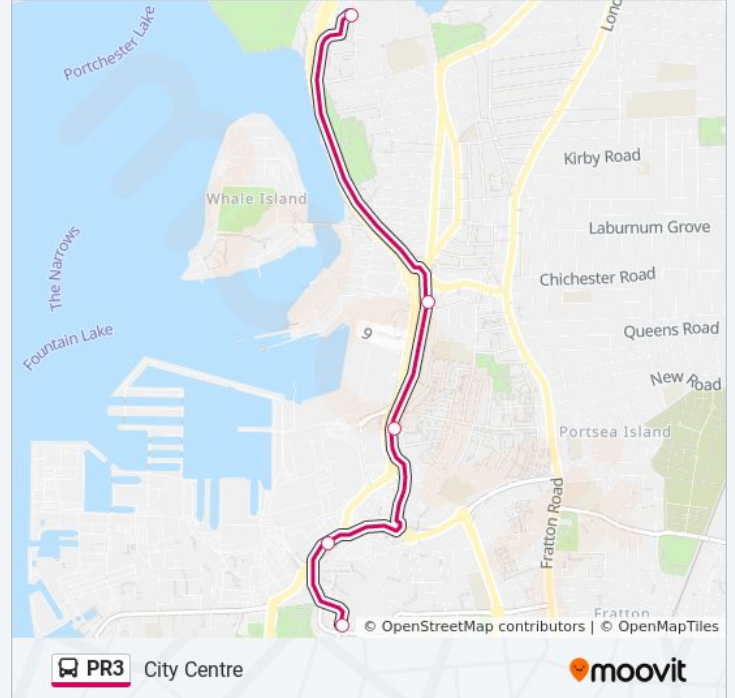 Portchester Lake
Lond
Kirby Road
Whale Island
Laburnum Grove
The Narrows
Chichester Road
Fountain Lake
9
Queens Road
New Road
Portsea Island
Fratton Road
Fratton
© OpenStreetMap contributors | © OpenMapTiles
PR3 City Centre
moovit